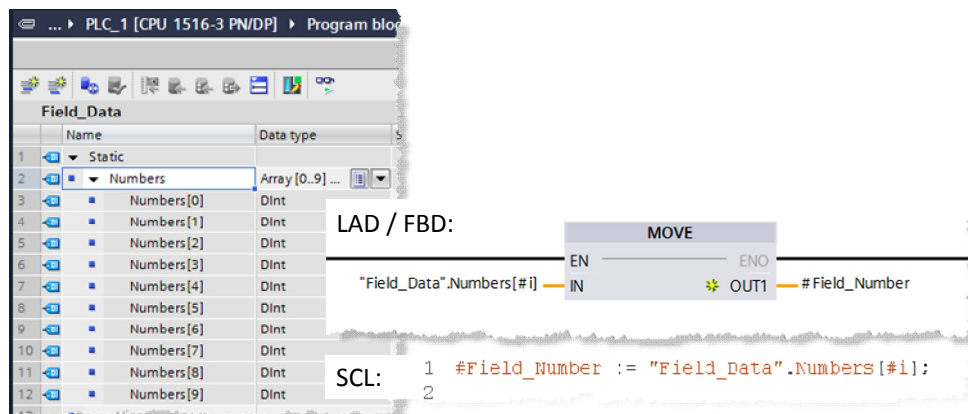 ... ▸ PLC_1 [CPU 1516-3 PN/DP] ▸ Program
Field_Data
Name Data type
1 Static
2 Numbers Array [0..9] ...
3 Numbers[0] DInt
4 Numbers[1] DInt
5 Numbers[2] DInt
6 Numbers[3] DInt
7 Numbers[4] DInt
8 Numbers[5] DInt
9 Numbers[6] DInt
10 Numbers[7] DInt
11 Numbers[8] DInt
12 Numbers[9] DInt
LAD / FBD:
MOVE
EN ENO
"Field_Data".Numbers[#i] IN OUT1 #Field_Number
SCL:
1 #Field_Number := "Field_Data".Numbers[#i];
2